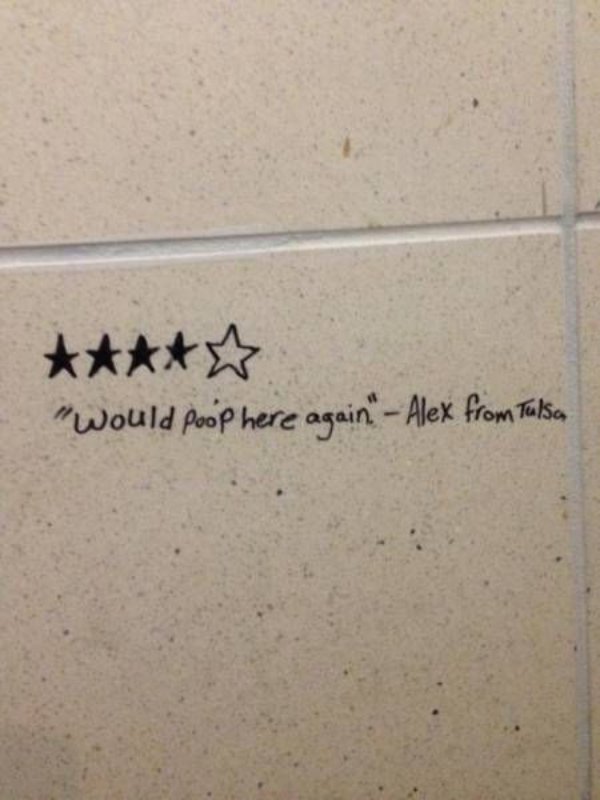 ★★★★☆
"Would poop here again." - Alex from Tulsa